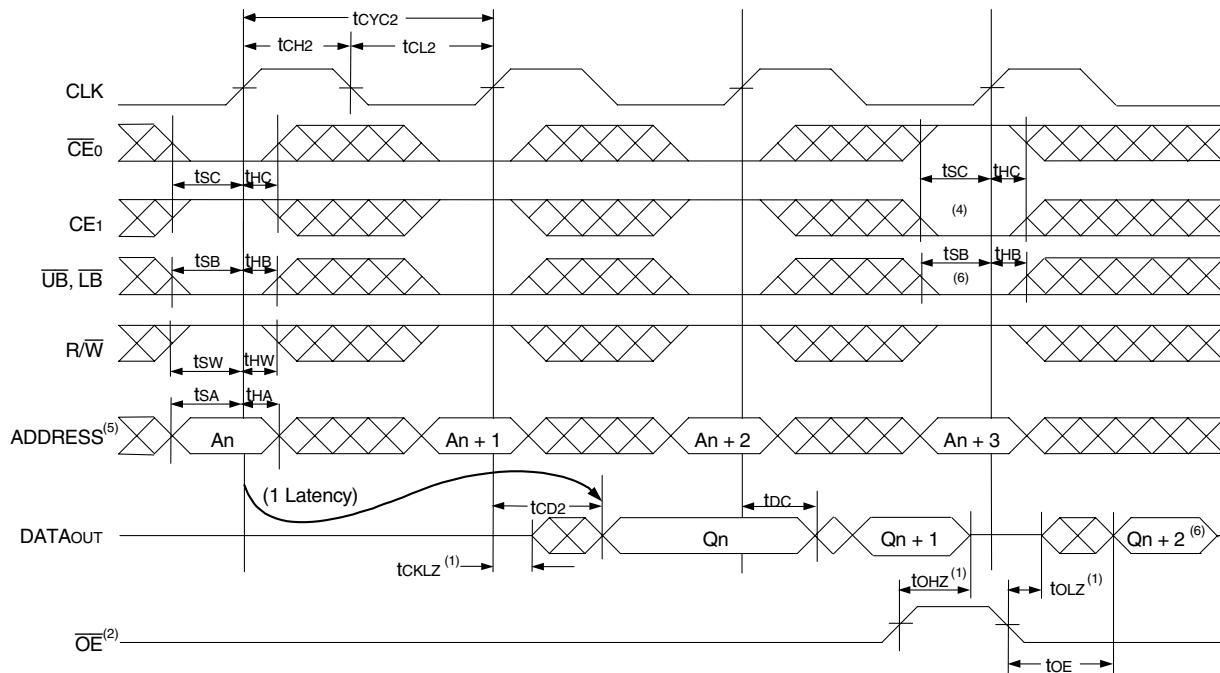 tCYC2
tCH2 tCL2
CLK
CE0
tSC tHC tSC tHC
CE1 (4)
tSB tHB tSB tHB
UB, LB (6)
R/W
tSW tHW
tSA tHA
ADDRESS(5) An An + 1 An + 2 An + 3
(1 Latency) tCD2 tDC
DATAOUT Qn Qn + 1 Qn + 2 (6)
tCKLZ (1) tOHZ (1) tOLZ (1)
OE(2)
tOE